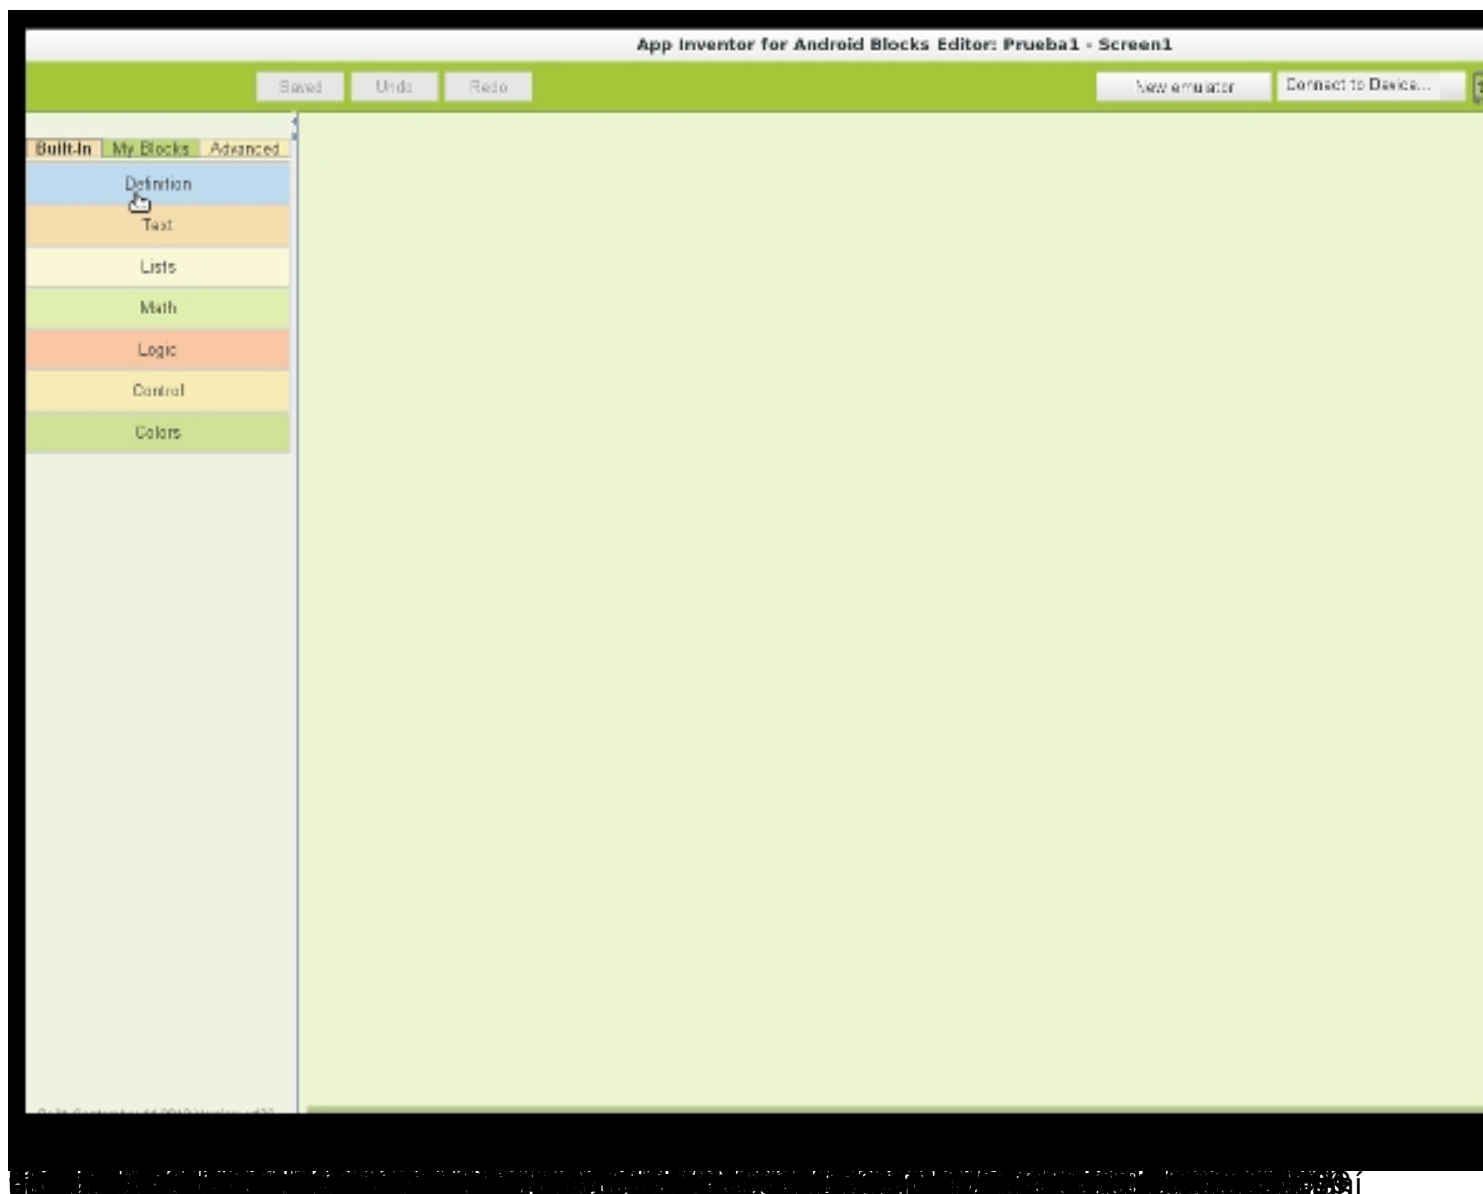 App Inventor for Android Blocks Editor: Prueba1 - Screen1
Saved Undo Redo New emulator Connect to Device...
Built-In My Blocks Advanced
Definition
Text
Lists
Math
Logic
Control
Colors